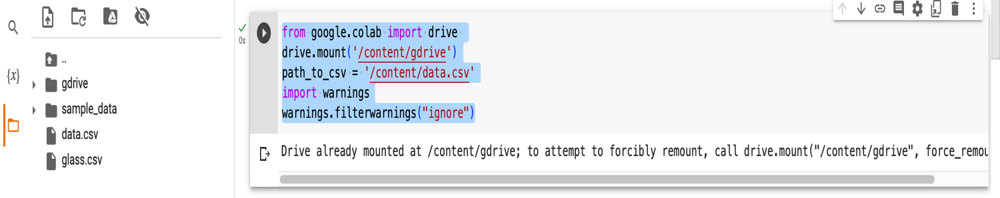 {x}
..
gdrive
sample_data
data.csv
glass.csv
0s
from google.colab import drive
drive.mount('/content/gdrive')
path_to_csv = '/content/data.csv'
import warnings
warnings.filterwarnings("ignore")
Drive already mounted at /content/gdrive; to attempt to forcibly remount, call drive.mount("/content/gdrive", force_remou